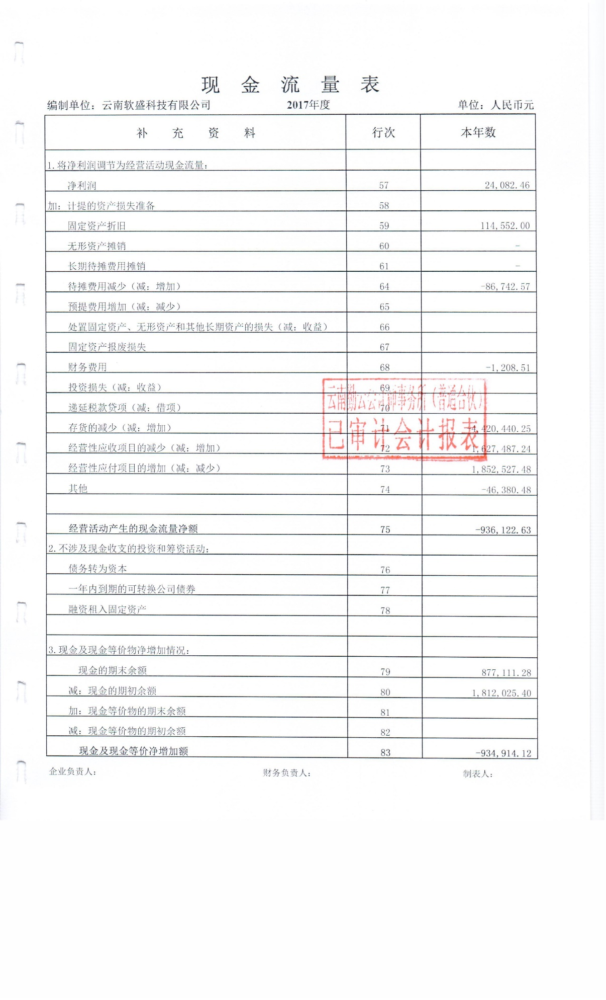 现 金 流 量 表
编制单位：云南软盛科技有限公司 2017年度 单位：人民币元
补 充 资 料 行次 本年数
1.将净利润调节为经营活动现金流量：
净利润 57 24,082.46
加：计提的资产损失准备 58
固定资产折旧 59 114,552.00
无形资产摊销 60 -
长期待摊费用摊销 61 -
待摊费用减少（减：增加） 64 -86,742.57
预提费用增加（减：减少） 65
处置固定资产、无形资产和其他长期资产的损失（减：收益） 66
固定资产报废损失 67
财务费用 68 -1,208.51
投资损失（减：收益） 69
云南勤云会计师事务所（普通合伙）
递延税款贷项（减：借项） 70
存货的减少（减：增加） 71 -4,420,440.25
已审计会计报表
经营性应收项目的减少（减：增加） 72 1,627,487.24
经营性应付项目的增加（减：减少） 73 1,852,527.48
其他 74 -46,380.48
经营活动产生的现金流量净额 75 -936,122.63
2.不涉及现金收支的投资和筹资活动：
债务转为资本 76
一年内到期的可转换公司债券 77
融资租入固定资产 78
3.现金及现金等价物净增加情况：
现金的期末余额 79 877,111.28
减：现金的期初余额 80 1,812,025.40
加：现金等价物的期末余额 81
减：现金等价物的期初余额 82
现金及现金等价净增加额 83 -934,914.12
企业负责人： 财务负责人： 制表人：